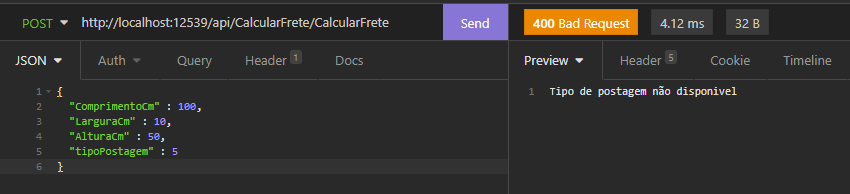 POST http://localhost:12539/api/CalcularFrete/CalcularFrete Send 400 Bad Request 4.12 ms 32 B
JSON Auth Query Header 1 Docs Preview Header 5 Cookie Timeline
1 {
2 "ComprimentoCm" : 100,
3 "LarguraCm" : 10,
4 "AlturaCm" : 50,
5 "tipoPostagem" : 5
6 }
1 Tipo de postagem não disponivel